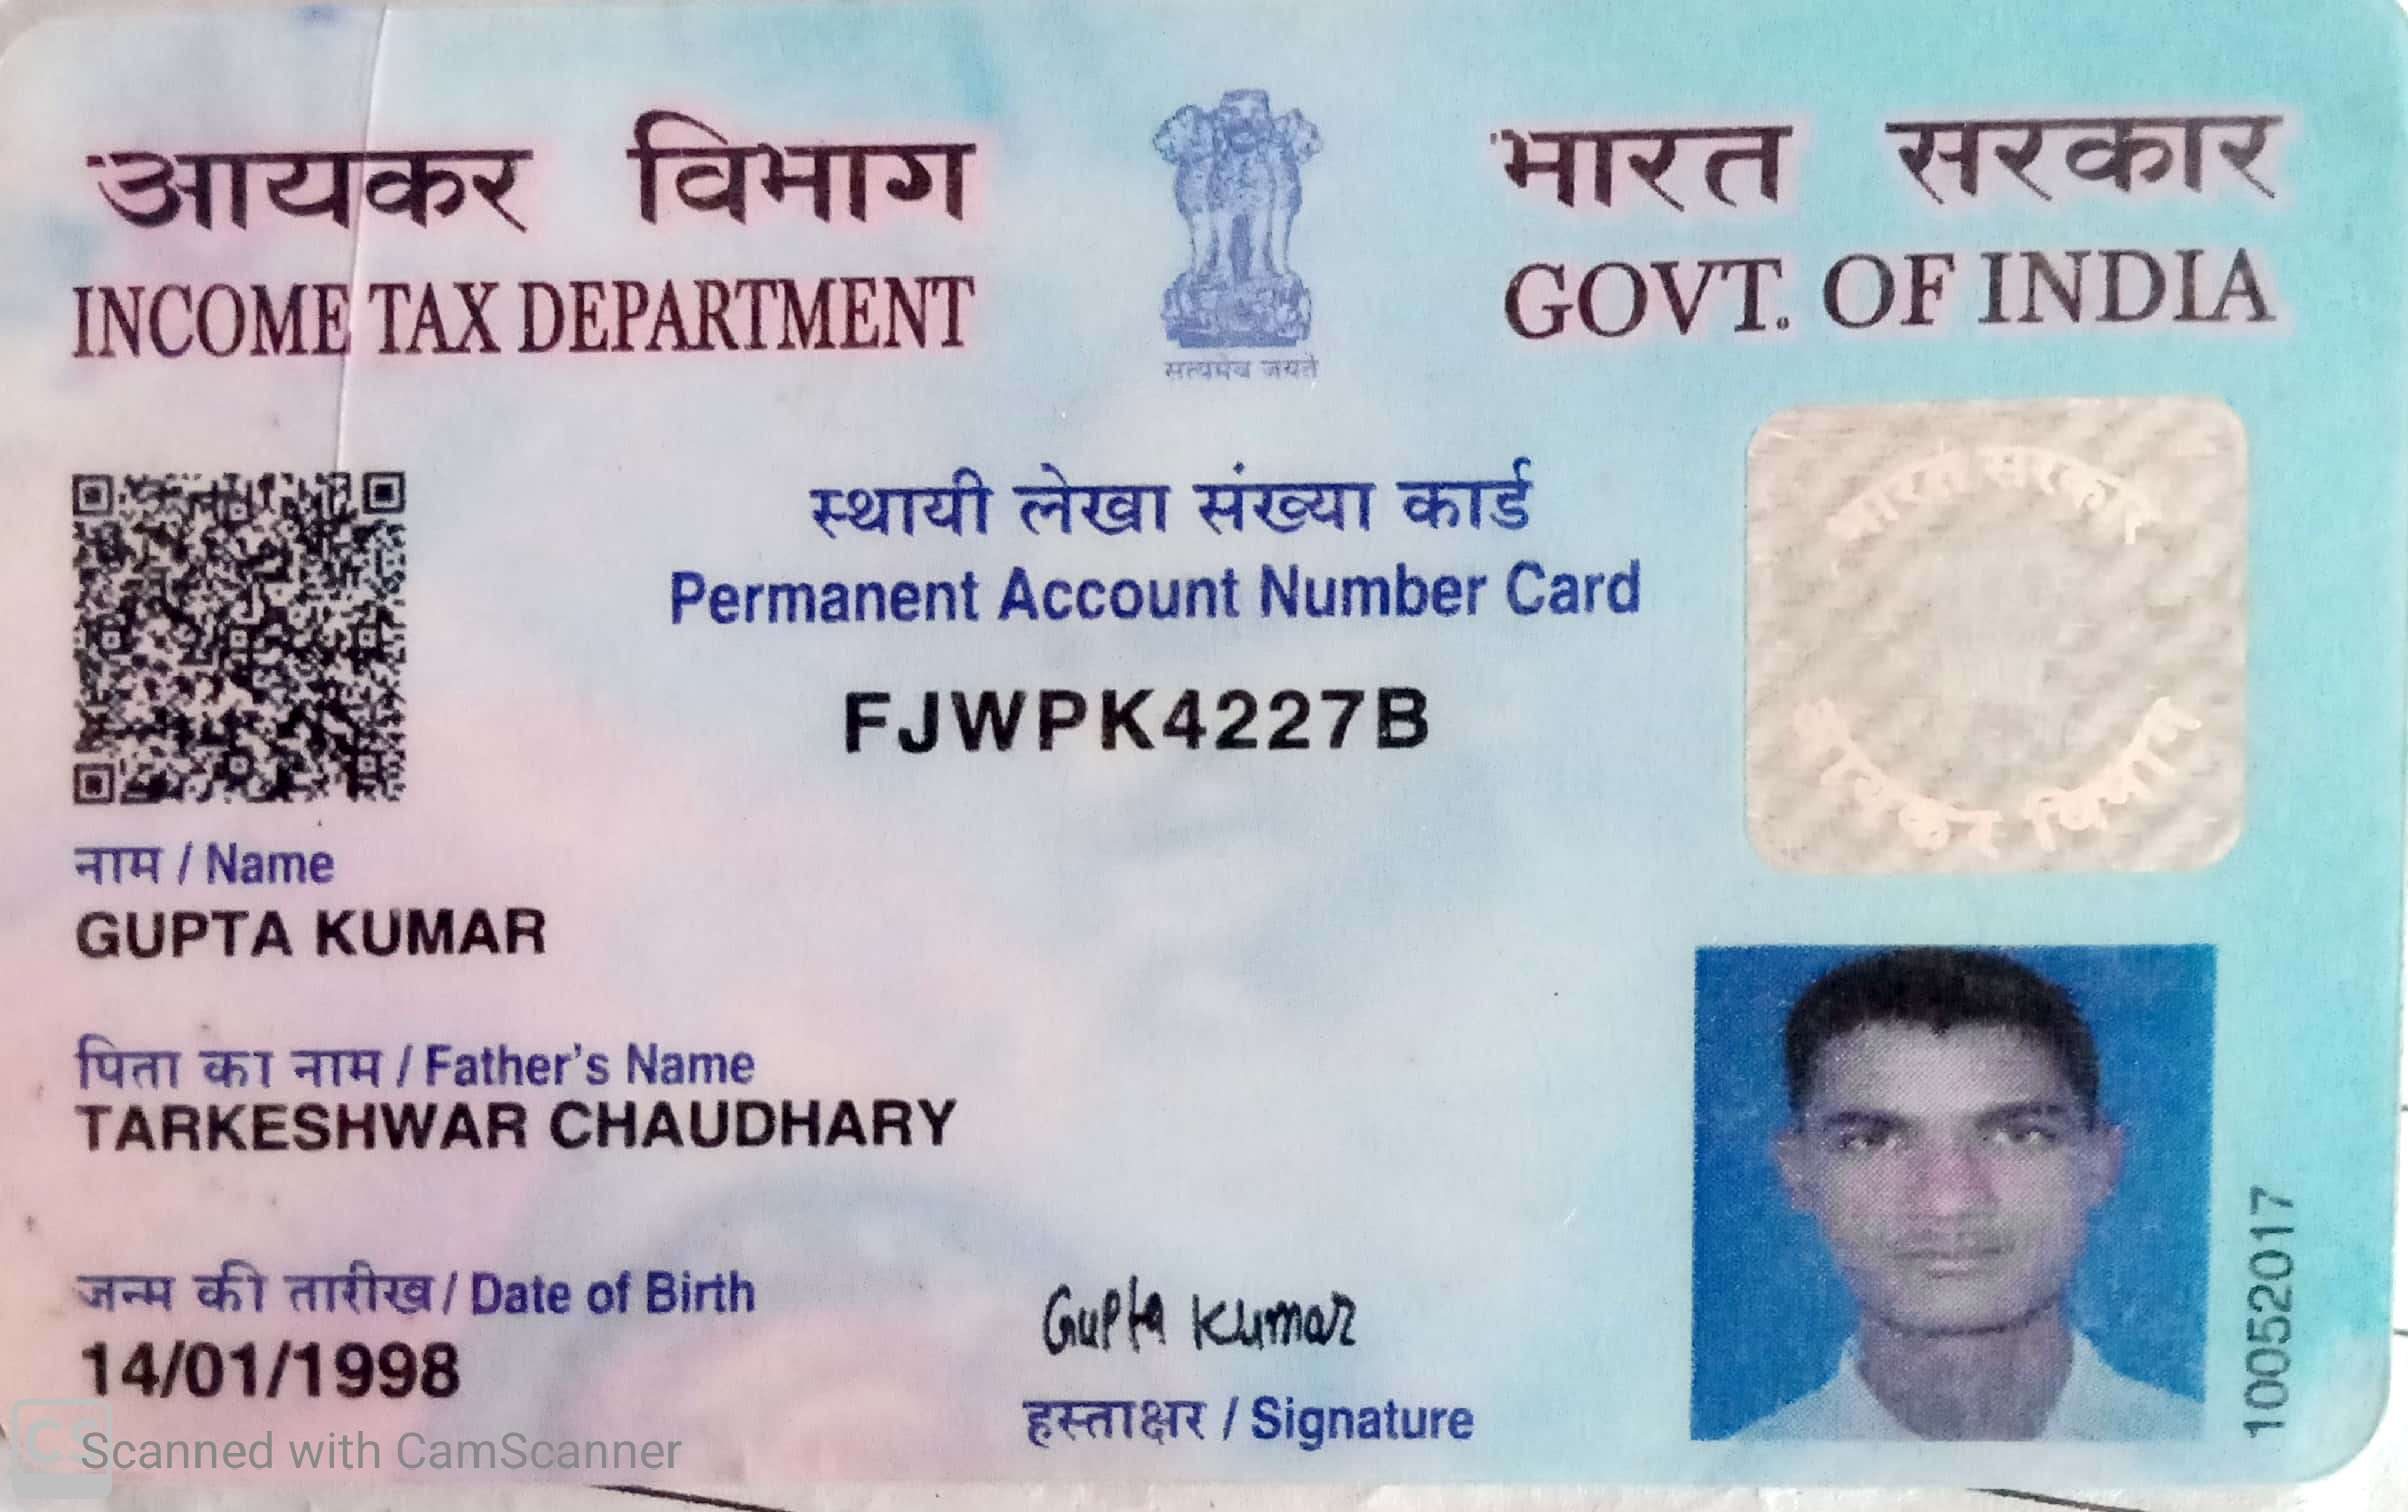 आयकर विभाग
INCOME TAX DEPARTMENT
सत्यमेव जयते
भारत सरकार
GOVT. OF INDIA
स्थायी लेखा संख्या कार्ड
Permanent Account Number Card
FJWPK4227B
भारत सरकार
आयकर विभाग
नाम / Name
GUPTA KUMAR
पिता का नाम / Father's Name
TARKESHWAR CHAUDHARY
जन्म की तारीख / Date of Birth
14/01/1998
Gupta Kumar
हस्ताक्षर / Signature
10052017
CS Scanned with CamScanner